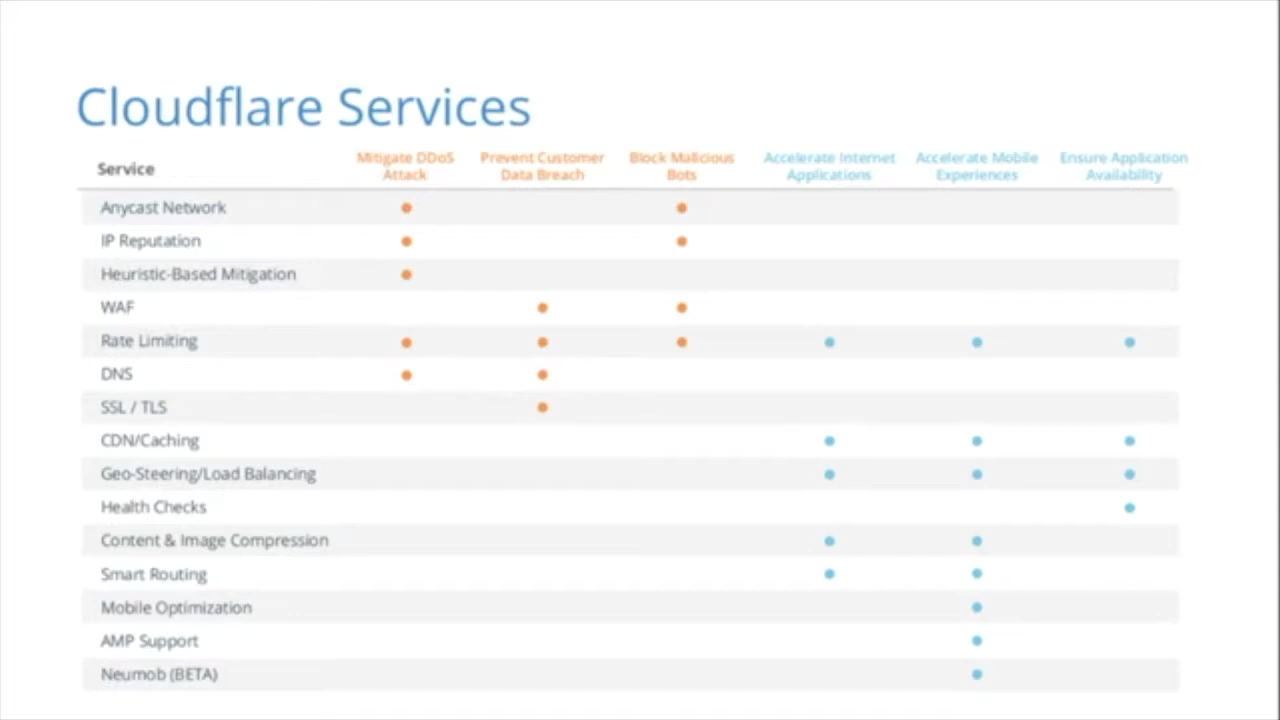 Cloudflare Services
Service
Mitigate DDoS
Attack
Prevent Customer
Data Breach
Block Malicious
Bots
Accelerate Internet
Applications
Accelerate Mobile
Experiences
Ensure Application
Availability
Anycast Network
IP Reputation
Heuristic-Based Mitigation
WAF
Rate Limiting
DNS
SSL / TLS
CDN/Caching
Geo-Steering/Load Balancing
Health Checks
Content & Image Compression
Smart Routing
Mobile Optimization
AMP Support
Neumob (BETA)